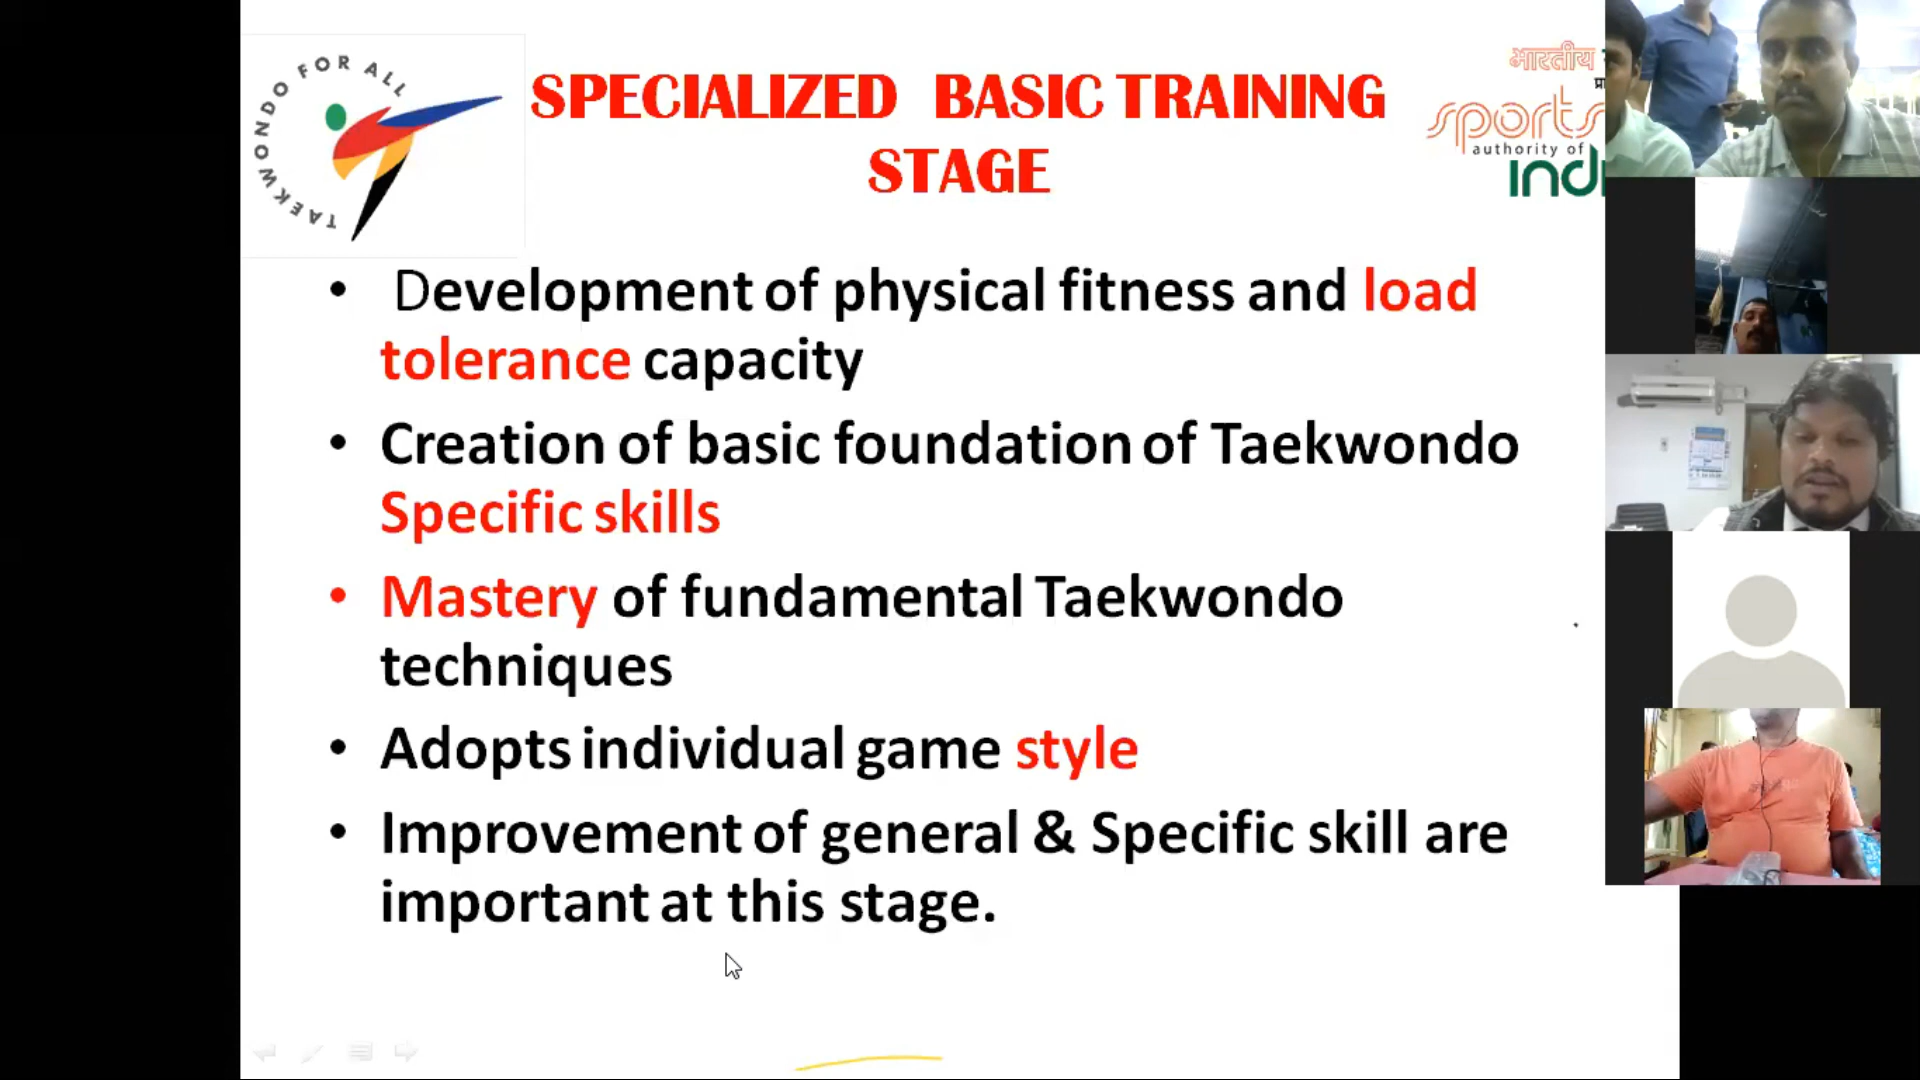 TAEKWONDO FOR ALL
SPECIALIZED BASIC TRAINING
STAGE
भारतीय
sports
authority of
indi
• Development of physical fitness and load
tolerance capacity
• Creation of basic foundation of Taekwondo
Specific skills
• Mastery of fundamental Taekwondo
techniques
• Adopts individual game style
• Improvement of general & Specific skill are
important at this stage.